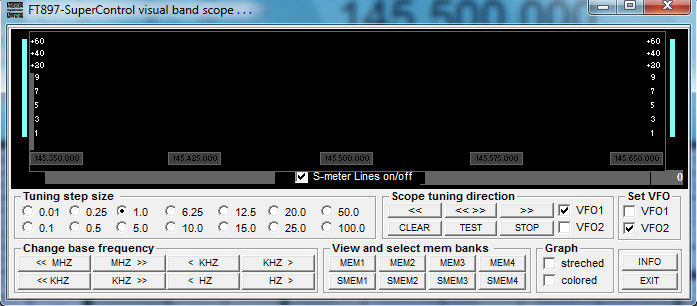 FT897-SuperControl visual band scope . . .
145.500.000
+60 +60
+40 +40
+20 +20
9 9
7 7
5 5
3 3
1 1
145.350.000 145.425.000 145.500.000 145.575.000 145.650.000
S-meter Lines on/off 0
Tuning step size Scope tuning direction Set VFO
0.01 0.25 1.0 6.25 12.5 20.0 50.0 << << >> >> VFO1 VFO1
0.1 0.5 5.0 10.0 15.0 25.0 100.0 CLEAR TEST STOP VFO2 VFO2
Change base frequency View and select mem banks Graph
<< MHZ MHZ >> < KHZ KHZ > MEM1 MEM2 MEM3 MEM4 streched INFO
<< KHZ KHZ >> < HZ HZ > SMEM1 SMEM2 SMEM3 SMEM4 colored EXIT